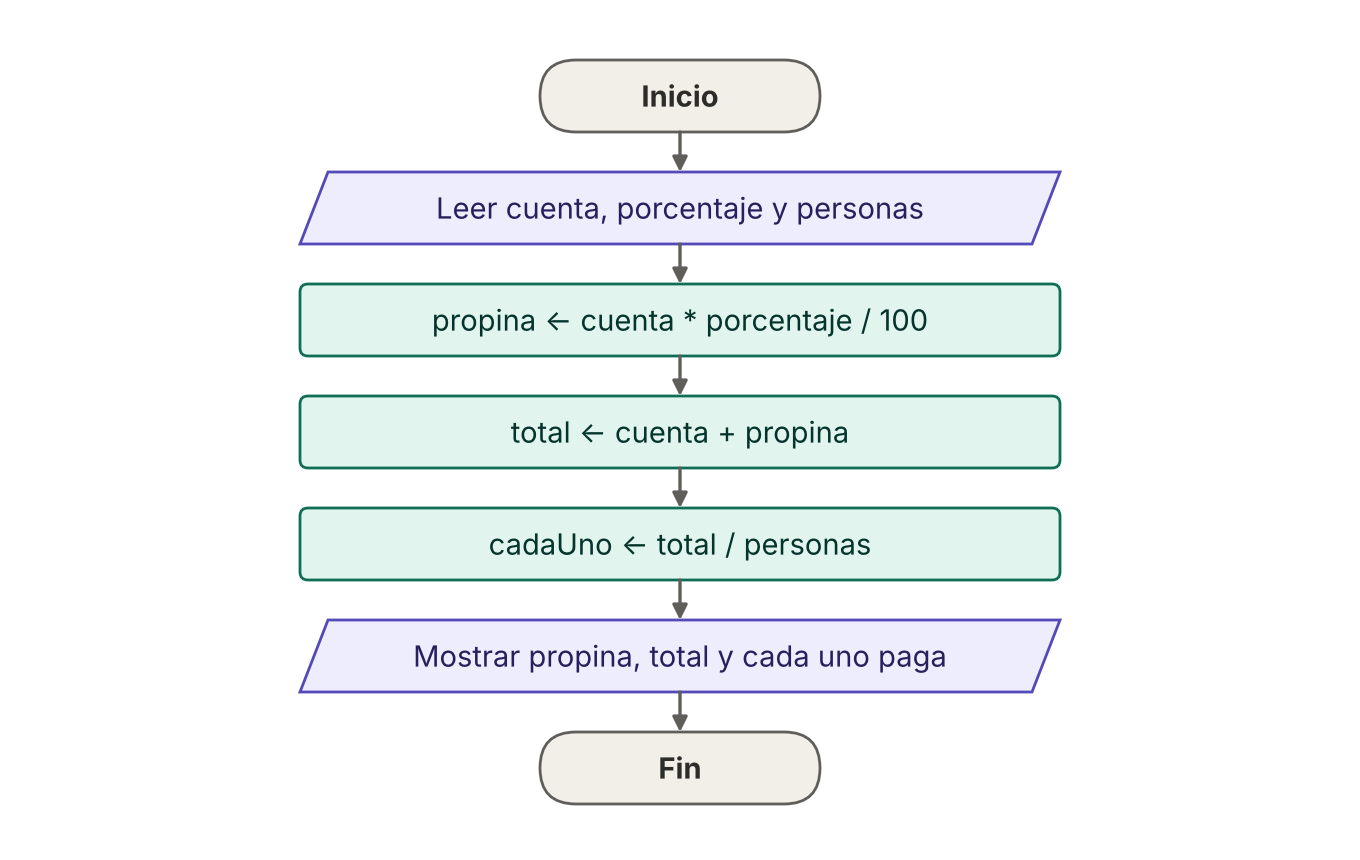 Inicio
Leer cuenta, porcentaje y personas
propina ← cuenta * porcentaje / 100
total ← cuenta + propina
cadaUno ← total / personas
Mostrar propina, total y cada uno paga
Fin